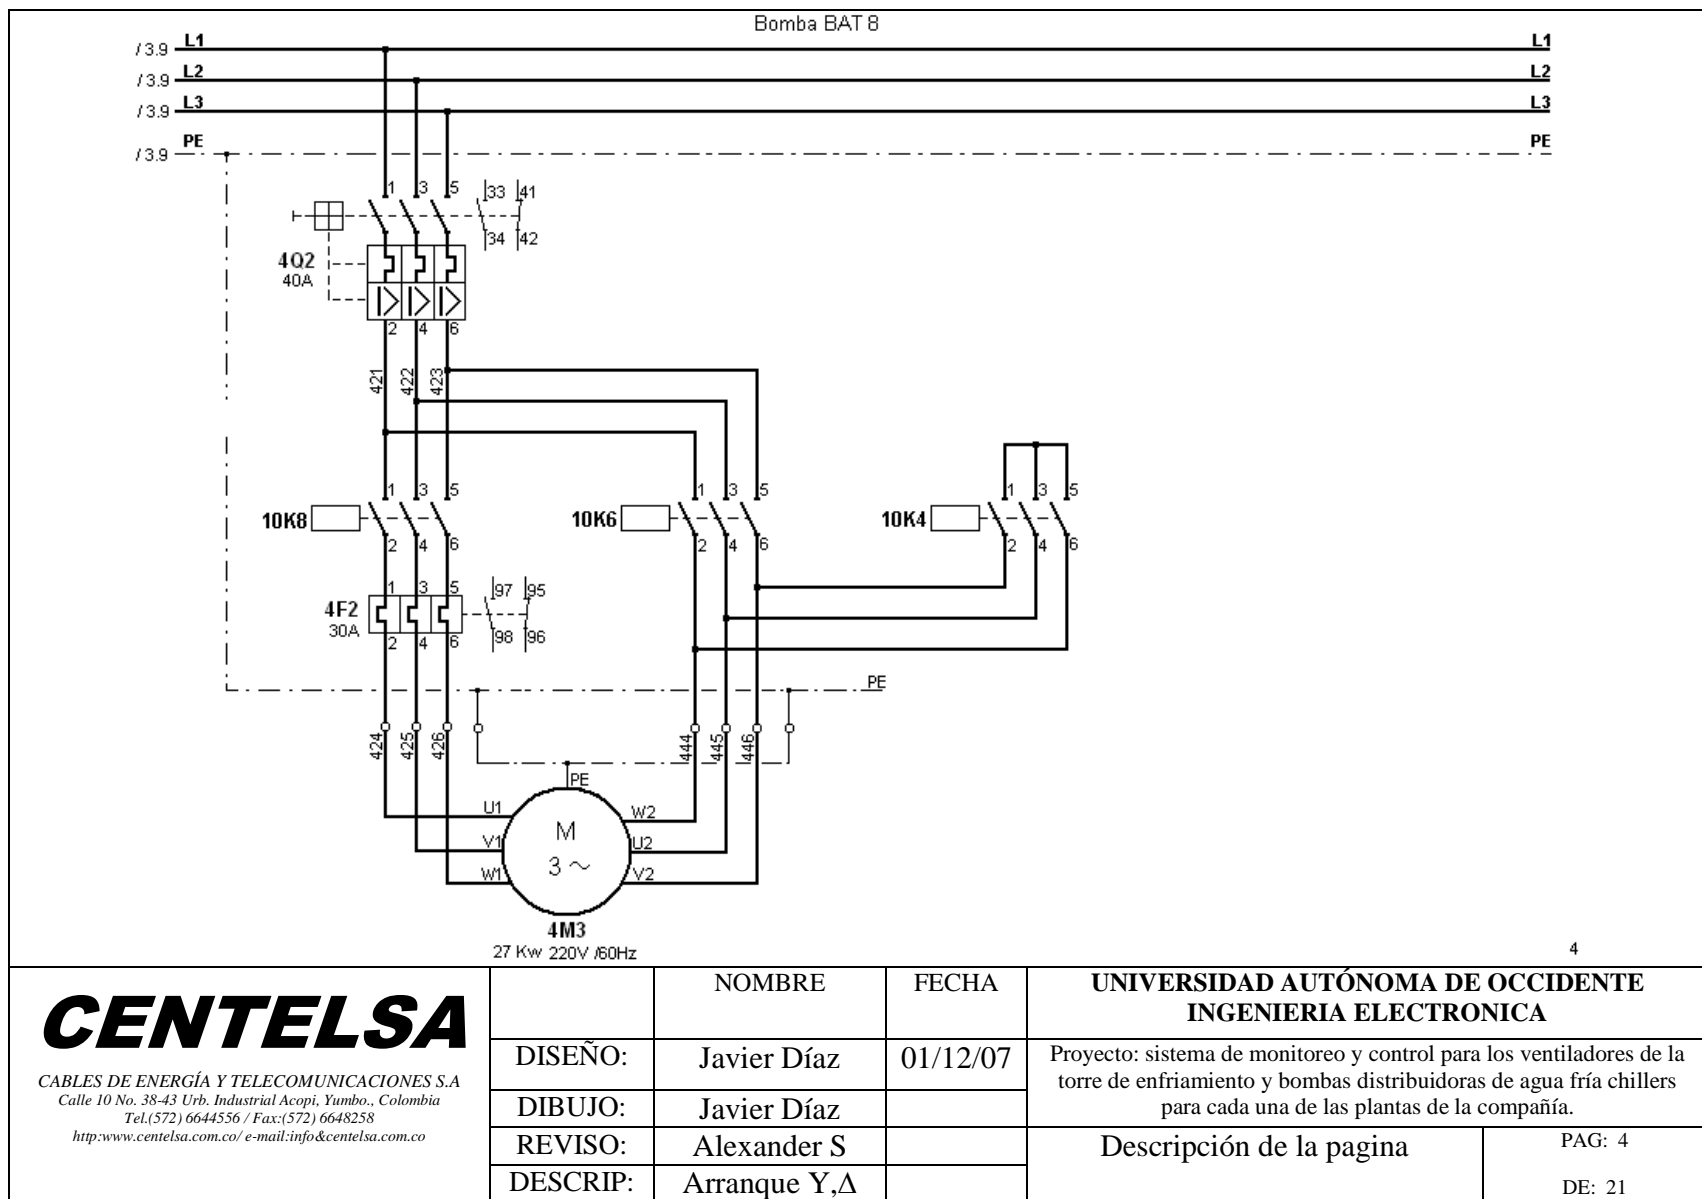 Bomba BAT 8
/ 3.9 L1 L1
/ 3.9 L2 L2
/ 3.9 L3 L3
/ 3.9 PE PE
1 3 5 33 41
34 42
4Q2
40A
2 4 6
421 422 423
1 3 5 1 3 5 1 3 5
10K8 10K6 10K4
2 4 6 2 4 6 2 4 6
1 3 5 97 95
4F2
30A
2 4 6 98 96
PE
424 425 426 444 445 446
PE
U1 W2
M
V1 U2
3 ~
W1 V2
4M3
27 Kw 220V /60Hz
4
CENTELSA
CABLES DE ENERGÍA Y TELECOMUNICACIONES S.A
Calle 10 No. 38-43 Urb. Industrial Acopi, Yumbo., Colombia
Tel.(572) 6644556 / Fax:(572) 6648258
http:www.centelsa.com.co/ e-mail:info&centelsa.com.co
NOMBRE FECHA
DISEÑO: Javier Díaz 01/12/07
DIBUJO: Javier Díaz
REVISO: Alexander S
DESCRIP: Arranque Y,Δ
UNIVERSIDAD AUTÓNOMA DE OCCIDENTE
INGENIERIA ELECTRONICA
Proyecto: sistema de monitoreo y control para los ventiladores de la
torre de enfriamiento y bombas distribuidoras de agua fría chillers
para cada una de las plantas de la compañía.
Descripción de la pagina
PAG: 4
DE: 21